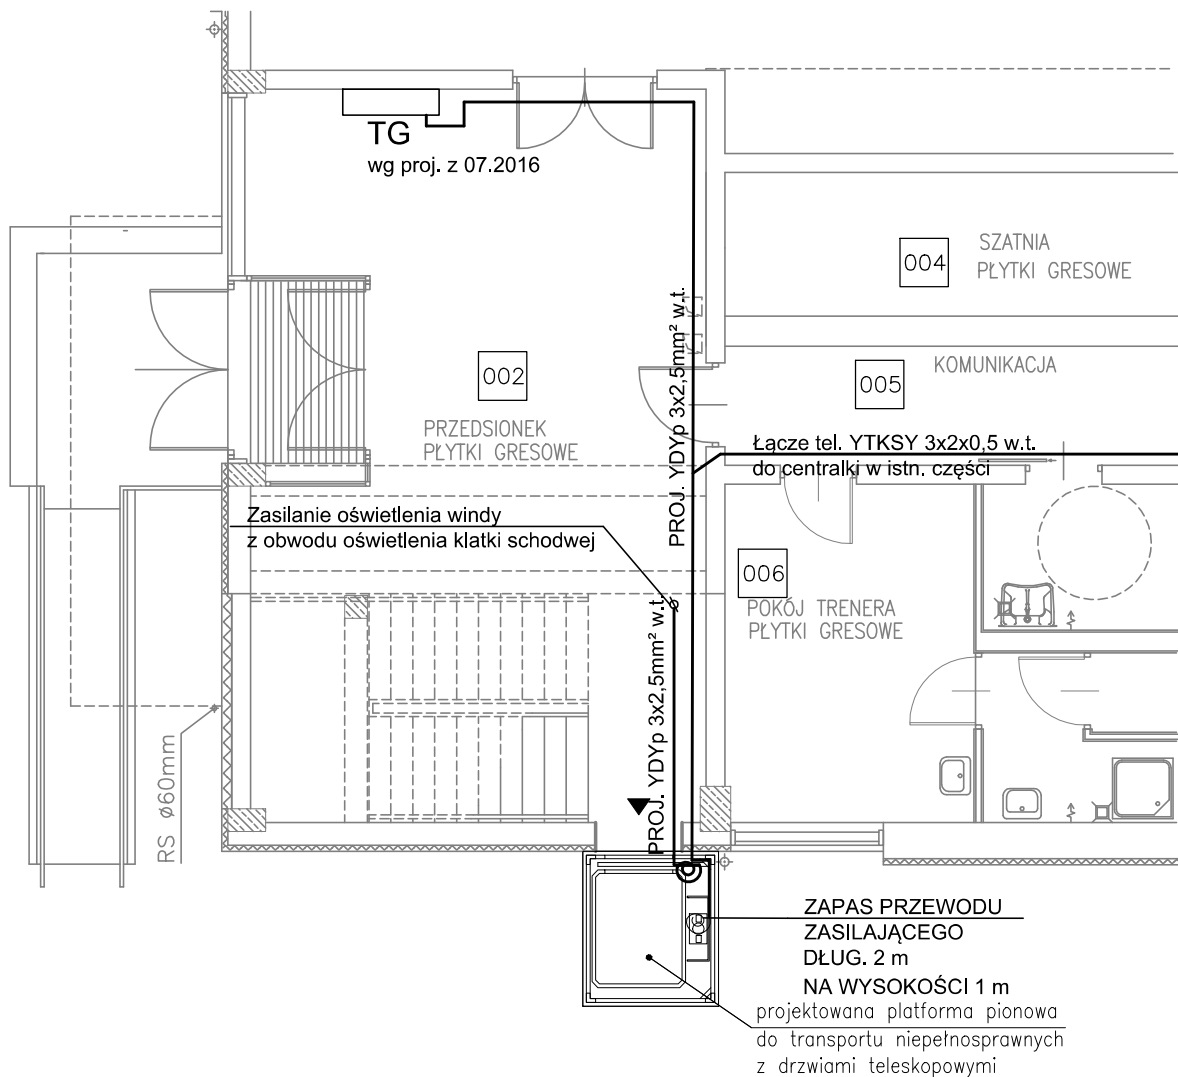 TG
wg proj. z 07.2016
004
SZATNIA
PŁYTKI GRESOWE
002
PRZEDSIONEK
PŁYTKI GRESOWE
PROJ. YDYp 3x2,5mm² w.t.
005
KOMUNIKACJA
Łącze tel. YTKSY 3x2x0,5 w.t.
do centralki w istn. części
Zasilanie oświetlenia windy
z obwodu oświetlenia klatki schodwej
006
POKÓJ TRENERA
PŁYTKI GRESOWE
PROJ. YDYp 3x2,5mm² w.t.
RS ø60mm
ZAPAS PRZEWODU
ZASILAJĄCEGO
DŁUG. 2 m
NA WYSOKOŚCI 1 m
projektowana platforma pionowa
do transportu niepełnosprawnych
z drzwiami teleskopowymi